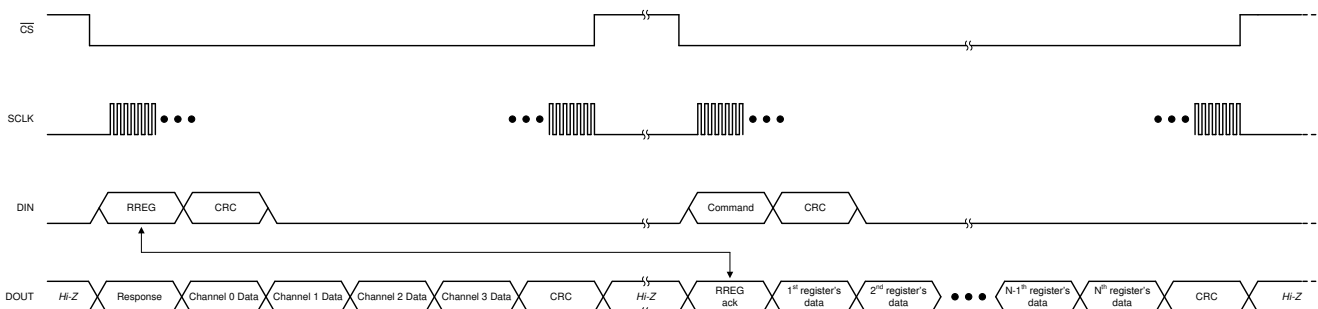 CS
SCLK
DIN
RREG
CRC
Command
CRC
DOUT
Hi-Z
Response
Channel 0 Data
Channel 1 Data
Channel 2 Data
Channel 3 Data
CRC
Hi-Z
RREG
ack
1st register's
data
2nd register's
data
N-1th register's
data
Nth register's
data
CRC
Hi-Z